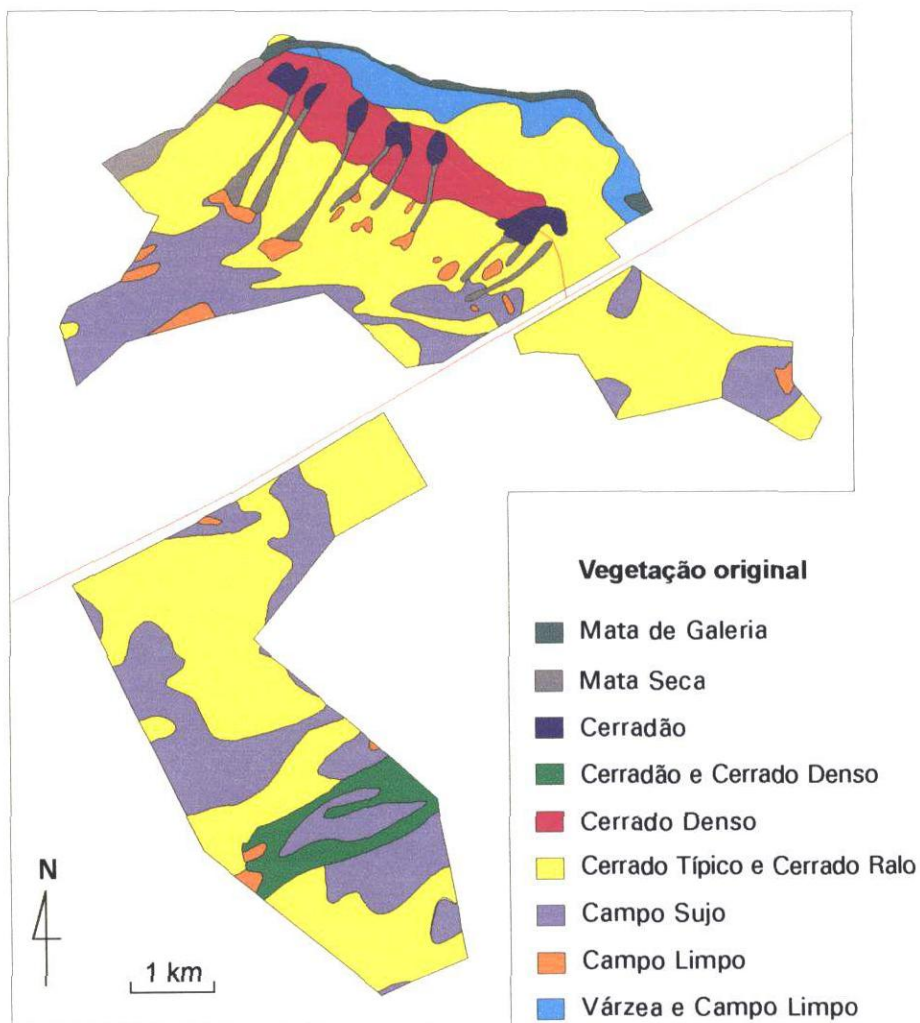 Vegetação original
Mata de Galeria
Mata Seca
Cerradão
Cerradão e Cerrado Denso
Cerrado Denso
Cerrado Típico e Cerrado Ralo
Campo Sujo
Campo Limpo
Várzea e Campo Limpo
N
1 km